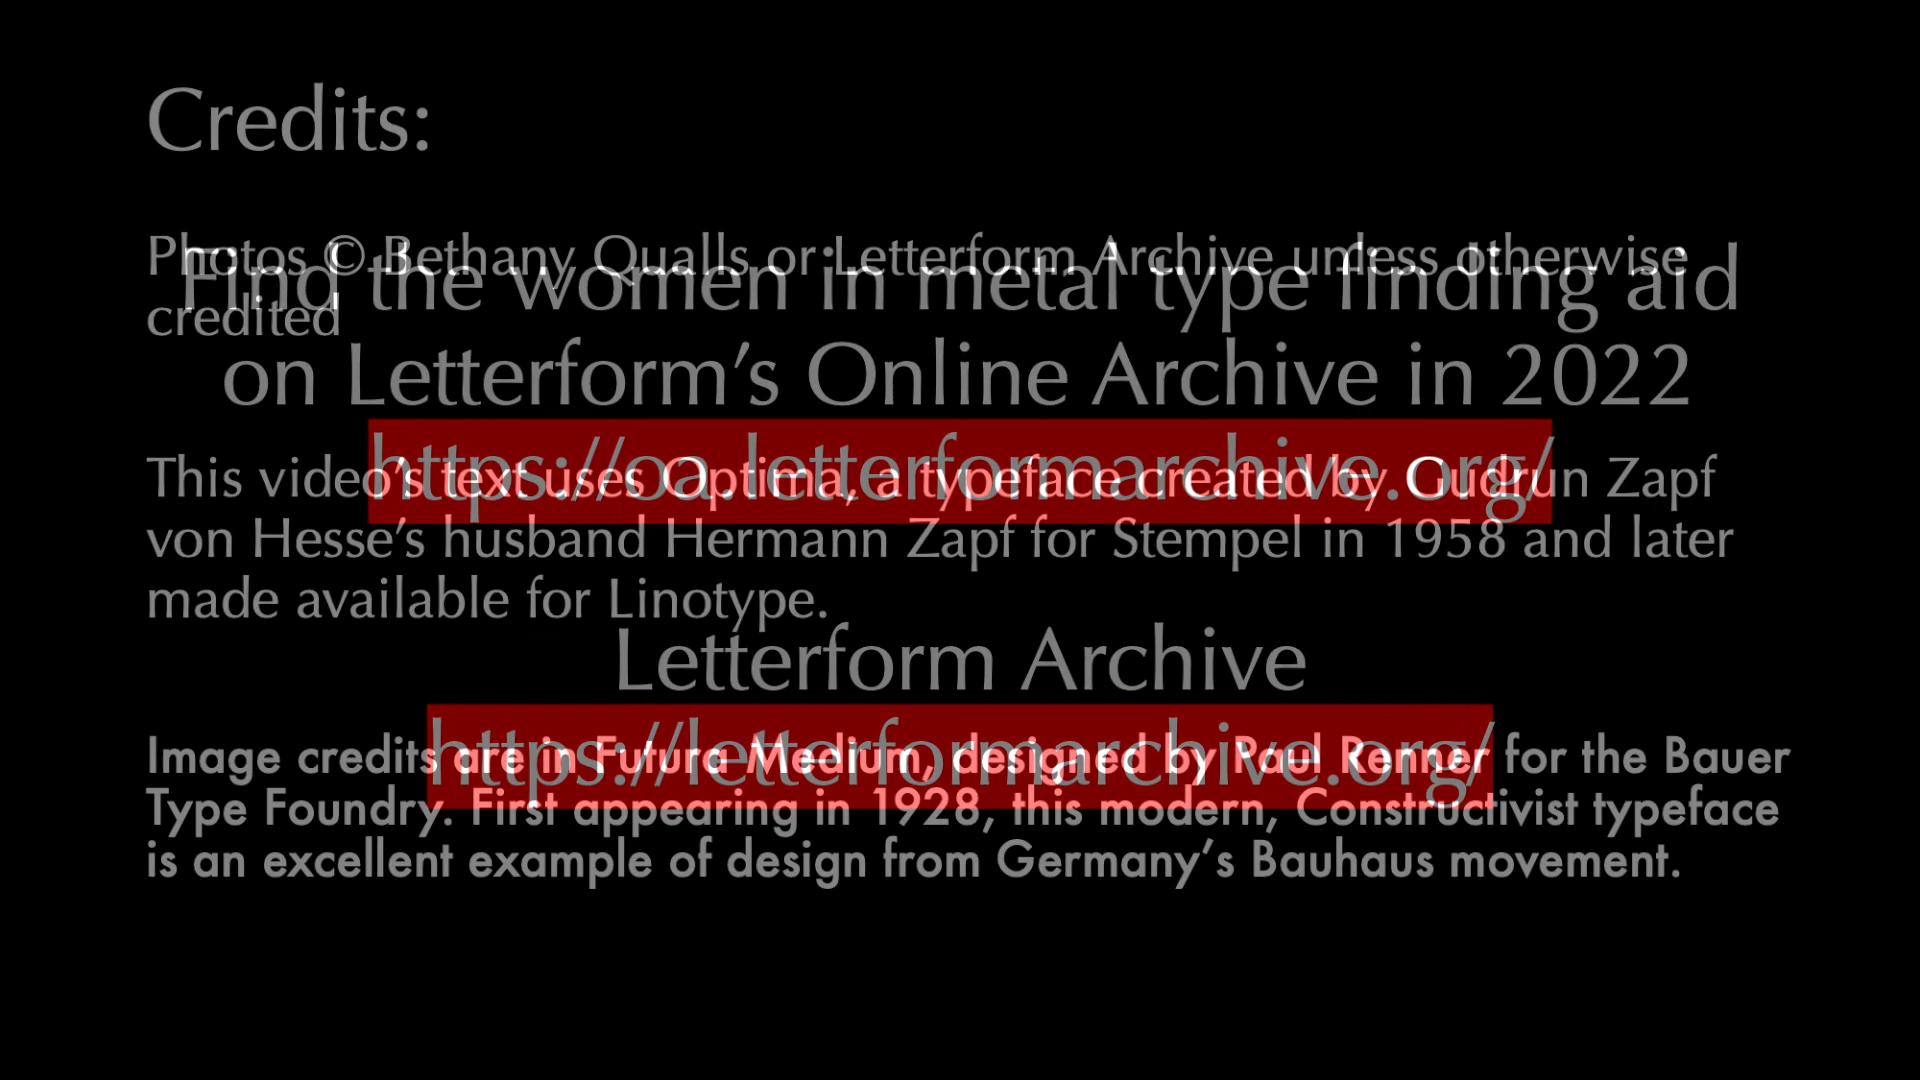 Credits:
Photos © Bethany Qualls or Letterform Archive unless otherwise
credited
This video’s text uses Optima, a typeface created by Gudrun Zapf
von Hesse’s husband Hermann Zapf for Stempel in 1958 and later
made available for Linotype.
Image credits are in Futura Medium, designed by Paul Renner for the Bauer
Type Foundry. First appearing in 1928, this modern, Constructivist typeface
is an excellent example of design from Germany’s Bauhaus movement.
Find the women in metal type finding aid
on Letterform’s Online Archive in 2022
https://oa.letterformarchive.org/
Letterform Archive
https://letterformarchive.org/